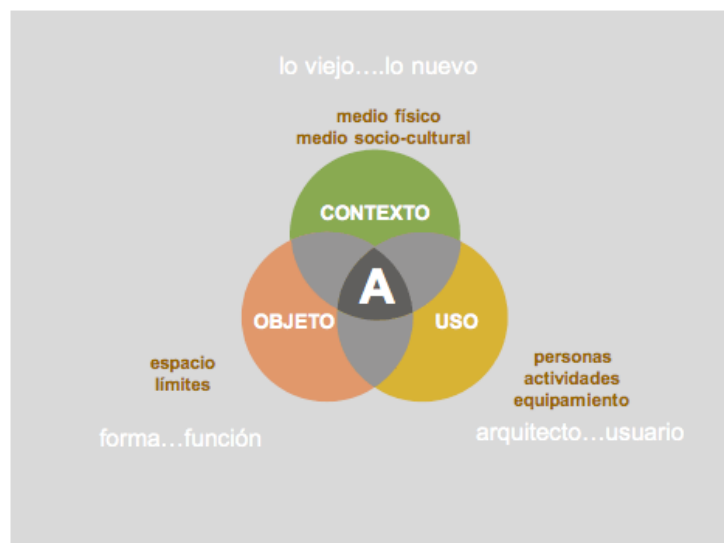 lo viejo....lo nuevo
medio físico
medio socio-cultural
CONTEXTO
A
OBJETO
USO
espacio
límites
personas
actividades
equipamiento
forma...función
arquitecto...usuario